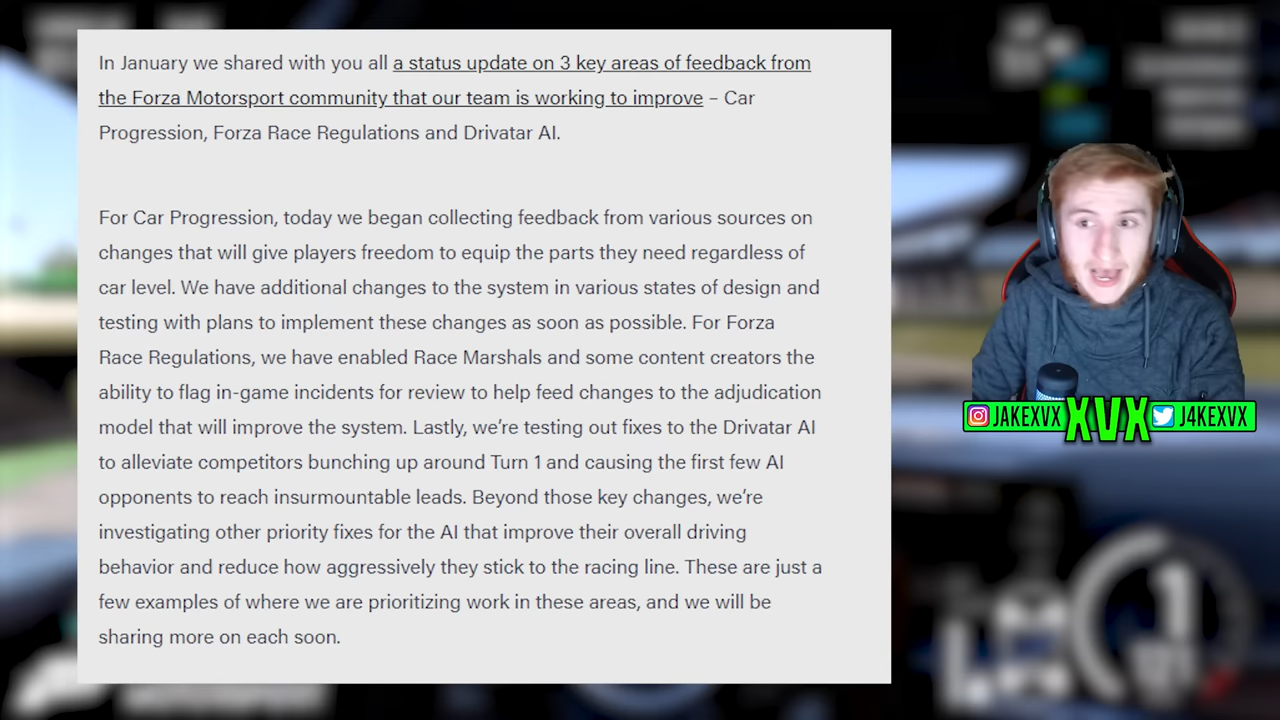 In January we shared with you all a status update on 3 key areas of feedback from
the Forza Motorsport community that our team is working to improve – Car
Progression, Forza Race Regulations and Drivatar AI.
For Car Progression, today we began collecting feedback from various sources on
changes that will give players freedom to equip the parts they need regardless of
car level. We have additional changes to the system in various states of design and
testing with plans to implement these changes as soon as possible. For Forza
Race Regulations, we have enabled Race Marshals and some content creators the
ability to flag in-game incidents for review to help feed changes to the adjudication
model that will improve the system. Lastly, we’re testing out fixes to the Drivatar AI
to alleviate competitors bunching up around Turn 1 and causing the first few AI
opponents to reach insurmountable leads. Beyond those key changes, we’re
investigating other priority fixes for the AI that improve their overall driving
behavior and reduce how aggressively they stick to the racing line. These are just a
few examples of where we are prioritizing work in these areas, and we will be
sharing more on each soon.
JAKEXVX XVX J4KEXVX